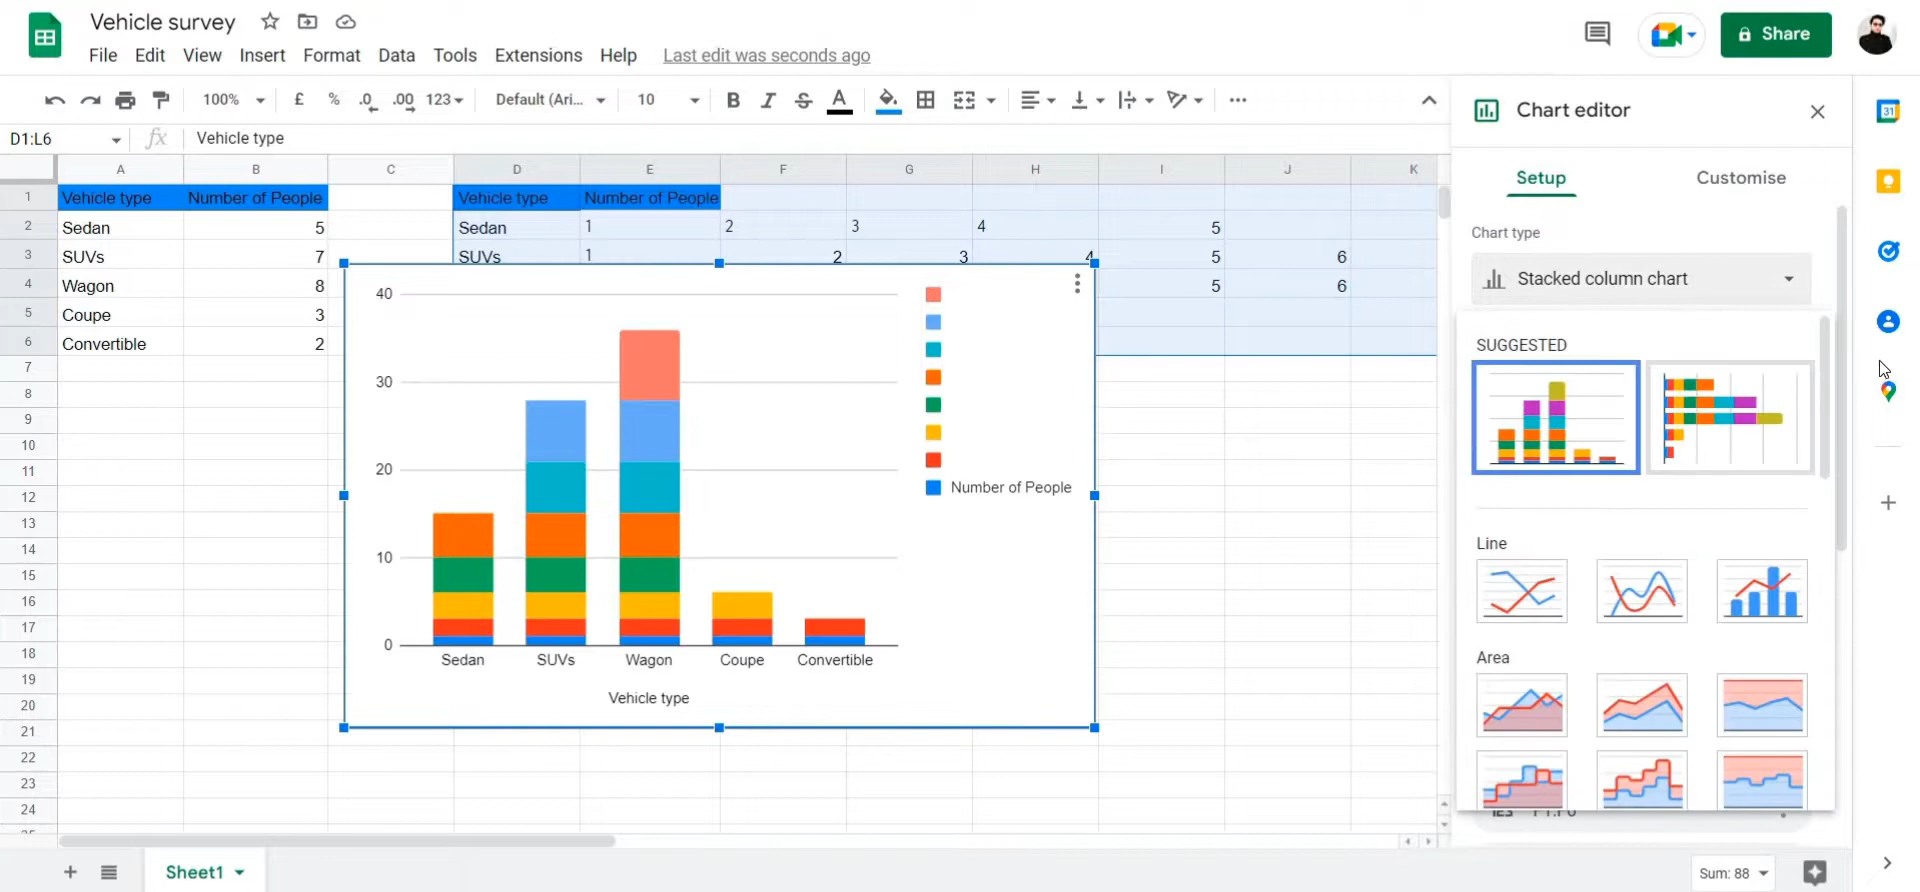 Vehicle survey
File Edit View Insert Format Data Tools Extensions Help Last edit was seconds ago
Share
100% £ % .0 .00 123 Default (Ari... 10 B I S A
D1:L6 fx Vehicle type
A B C D E F G H I J K
1 Vehicle type Number of People Vehicle type Number of People
2 Sedan 5 Sedan 1 2 3 4 5
3 SUVs 7 SUVs 1 2 3 4 5 6
4 Wagon 8 5 6
5 Coupe 3
6 Convertible 2
7
8
9
10
11
12
13
14
15
16
17
18
19
20
21
22
23
24
40
30
20
10
0
Sedan SUVs Wagon Coupe Convertible
Vehicle type
Number of People
Chart editor
Setup Customise
Chart type
Stacked column chart
SUGGESTED
Line
Area
31
Sheet1
Sum: 88